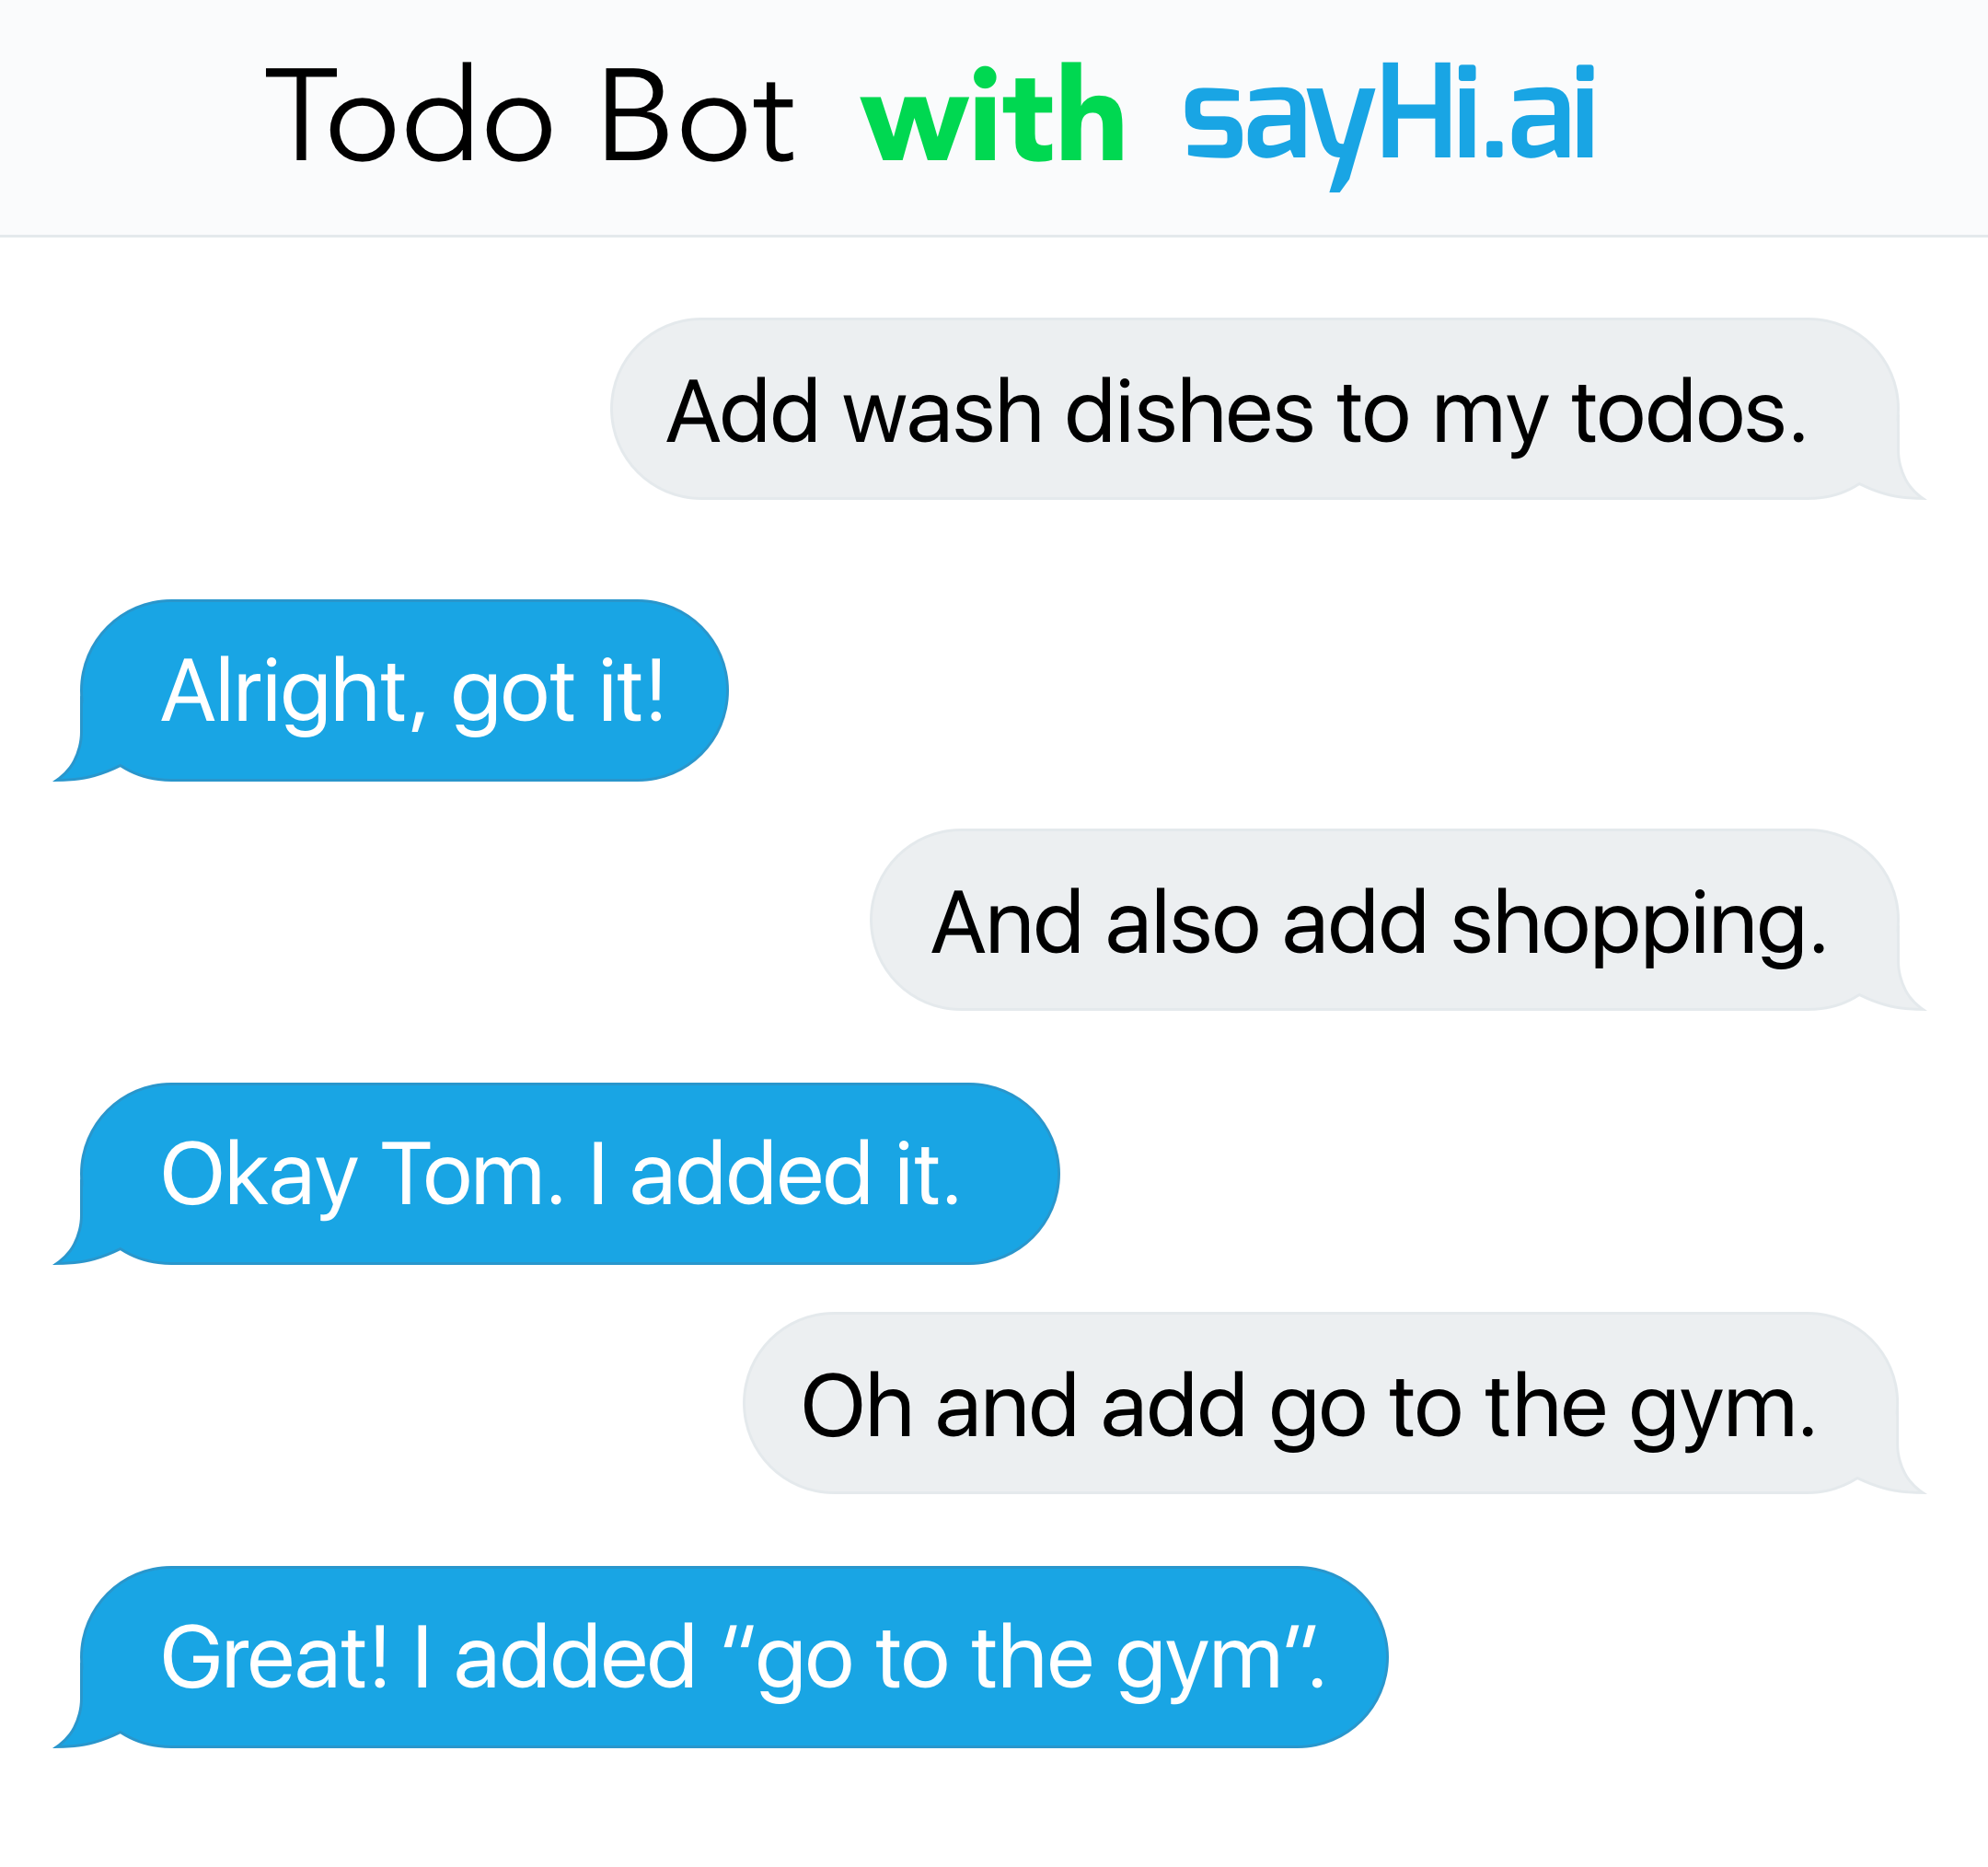 Todo Bot with sayHi.ai
Add wash dishes to my todos.
Alright, got it!
And also add shopping.
Okay Tom. I added it.
Oh and add go to the gym.
Great! I added “go to the gym”.